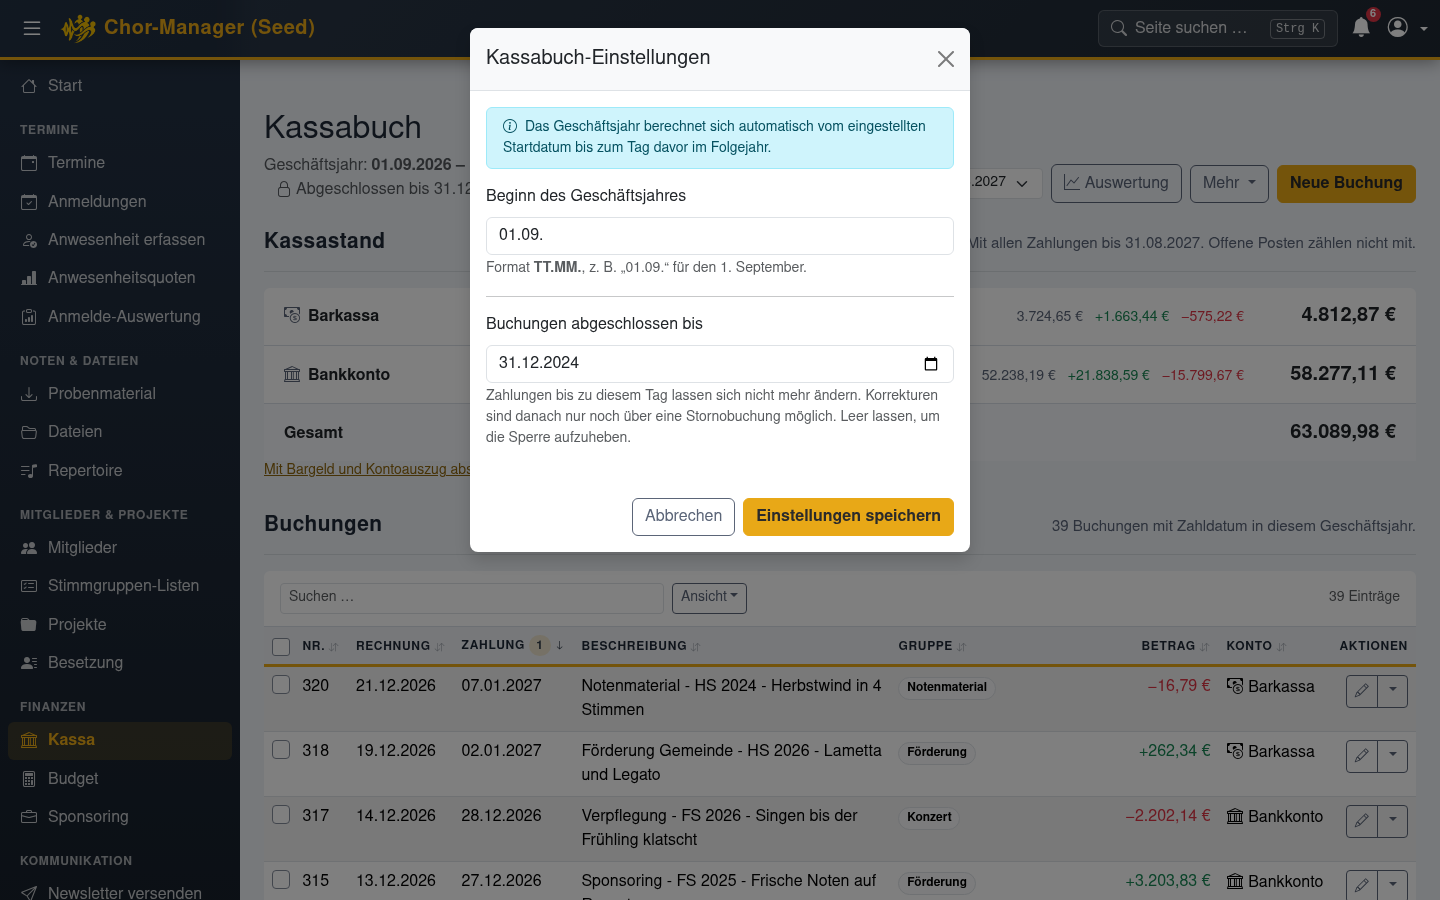 Chor-Manager (Seed)
Seite suchen …
Strg K
6
Start
TERMINE
Termine
Anmeldungen
Anwesenheit erfassen
Anwesenheitsquoten
Anmelde-Auswertung
NOTEN & DATEIEN
Probenmaterial
Dateien
Repertoire
MITGLIEDER & PROJEKTE
Mitglieder
Stimmgruppen-Listen
Projekte
Besetzung
FINANZEN
Kassa
Budget
Sponsoring
KOMMUNIKATION
Newsletter versenden
Kassabuch
Geschäftsjahr: 01.09.2026 –
Abgeschlossen bis 31.12
.2027
Auswertung
Mehr
Neue Buchung
Kassastand
Mit allen Zahlungen bis 31.08.2027. Offene Posten zählen nicht mit.
Barkassa
3.724,65 € +1.663,44 € −575,22 € 4.812,87 €
Bankkonto
52.238,19 € +21.838,59 € −15.799,67 € 58.277,11 €
Gesamt
63.089,98 €
Mit Bargeld und Kontoauszug abs
Kassabuch-Einstellungen
Das Geschäftsjahr berechnet sich automatisch vom eingestellten
Startdatum bis zum Tag davor im Folgejahr.
Beginn des Geschäftsjahres
01.09.
Format TT.MM., z. B. „01.09.“ für den 1. September.
Buchungen abgeschlossen bis
31.12.2024
Zahlungen bis zu diesem Tag lassen sich nicht mehr ändern. Korrekturen
sind danach nur noch über eine Stornobuchung möglich. Leer lassen, um
die Sperre aufzuheben.
Abbrechen
Einstellungen speichern
Buchungen
39 Buchungen mit Zahldatum in diesem Geschäftsjahr.
Suchen …
Ansicht
39 Einträge
NR. RECHNUNG ZAHLUNG 1 BESCHREIBUNG GRUPPE BETRAG KONTO AKTIONEN
320 21.12.2026 07.01.2027 Notenmaterial - HS 2024 - Herbstwind in 4 Notenmaterial −16,79 € Barkassa
Stimmen
318 19.12.2026 02.01.2027 Förderung Gemeinde - HS 2026 - Lametta Förderung +262,34 € Barkassa
und Legato
317 14.12.2026 28.12.2026 Verpflegung - FS 2026 - Singen bis der Konzert −2.202,14 € Bankkonto
Frühling klatscht
315 13.12.2026 27.12.2026 Sponsoring - FS 2025 - Frische Noten auf Förderung +3.203,83 € Bankkonto